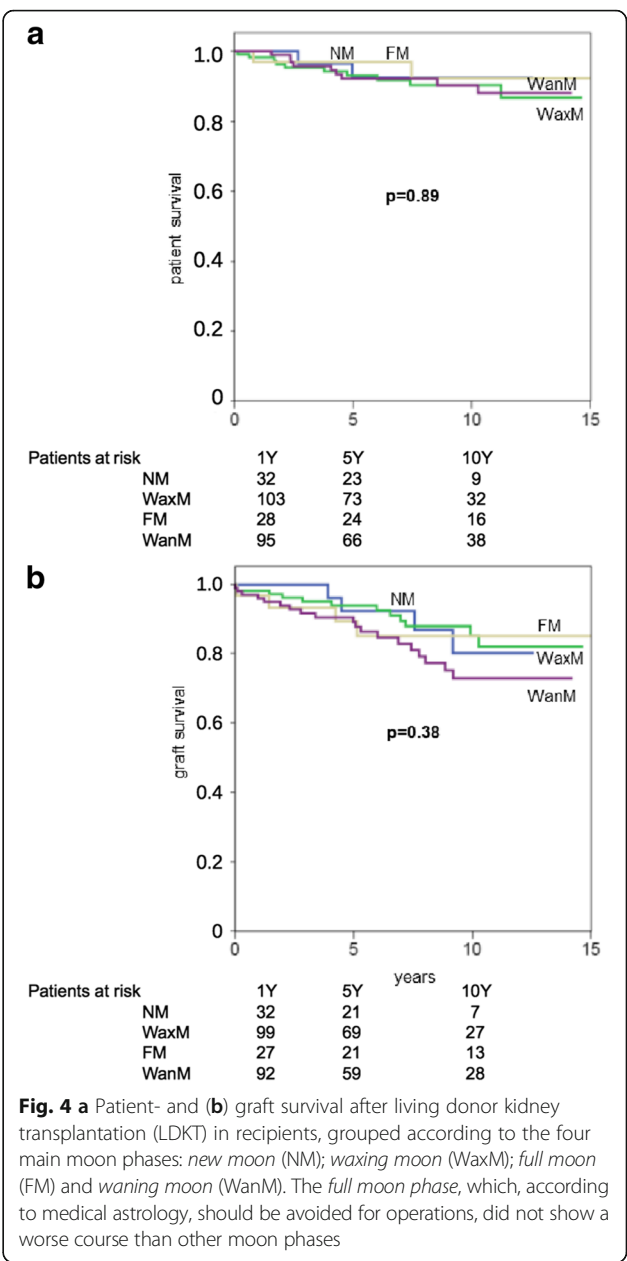 a
1.0
NM FM
WanM
0.8
WaxM
0.6
p=0.89
patient survival
0.4
0.2
0
0 5 10 15
Patients at risk 1Y 5Y 10Y
NM 32 23 9
WaxM 103 73 32
FM 28 24 16
WanM 95 66 38
b
1.0
NM
FM
0.8
WaxM
WanM
0.6
p=0.38
graft survival
0.4
0.2
0
0 5 10 15
years
Patients at risk 1Y 5Y 10Y
NM 32 21 7
WaxM 99 69 27
FM 27 21 13
WanM 92 59 28
Fig. 4 a Patient- and (b) graft survival after living donor kidney
transplantation (LDKT) in recipients, grouped according to the four
main moon phases: new moon (NM); waxing moon (WaxM); full moon
(FM) and waning moon (WanM). The full moon phase, which, according
to medical astrology, should be avoided for operations, did not show a
worse course than other moon phases